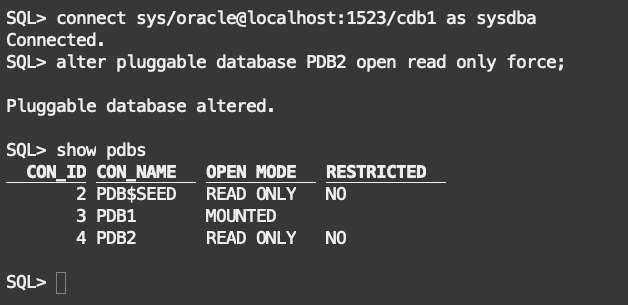 SQL> connect sys/oracle@localhost:1523/cdb1 as sysdba
Connected.
SQL> alter pluggable database PDB2 open read only force;
Pluggable database altered.
SQL> show pdbs
CON_ID CON_NAME OPEN MODE RESTRICTED
2 PDB$SEED READ ONLY NO
3 PDB1 MOUNTED
4 PDB2 READ ONLY NO
SQL>